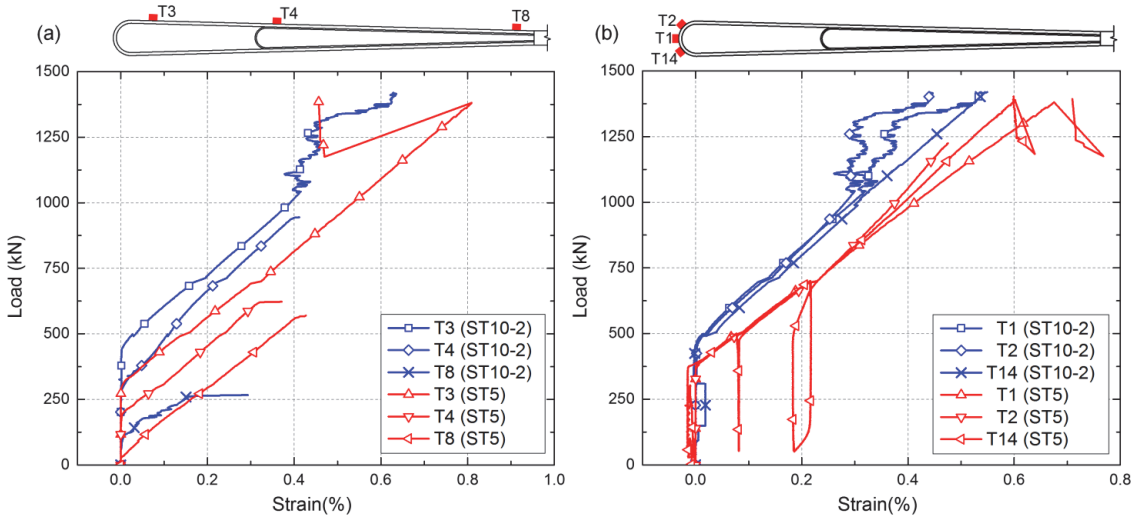 (a)
T3
T4
T8
1500
1250
1000
750
500
250
0
Load (kN)
0.0
0.2
0.4
0.6
0.8
1.0
Strain(%)
T3 (ST10-2)
T4 (ST10-2)
T8 (ST10-2)
T3 (ST5)
T4 (ST5)
T8 (ST5)
(b)
T2
T1
T14
1500
1250
1000
750
500
250
0
Load (kN)
0.0
0.2
0.4
0.6
0.8
Strain(%)
T1 (ST10-2)
T2 (ST10-2)
T14 (ST10-2)
T1 (ST5)
T2 (ST5)
T14 (ST5)